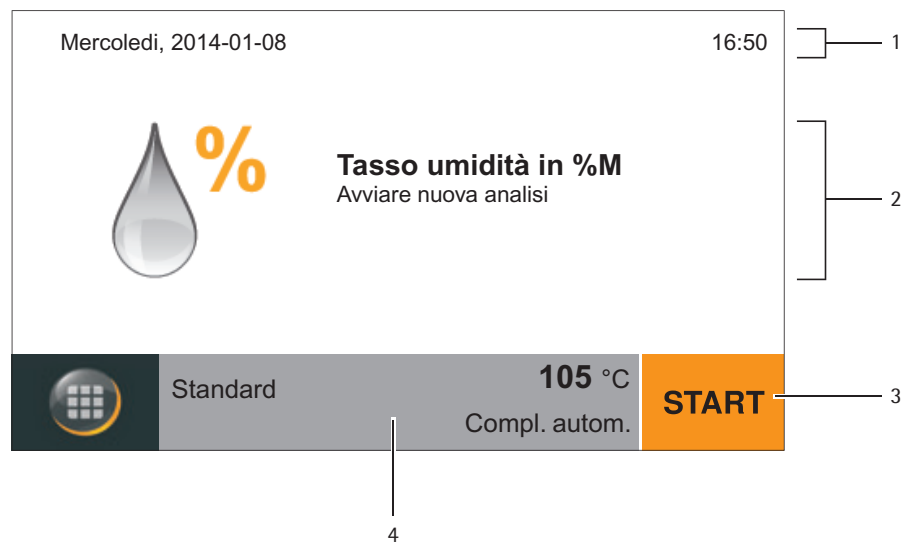 Mercoledi, 2014-01-08 16:50
1
%
Tasso umidità in %M
Avviare nuova analisi
2
Standard
105 °C
Compl. autom.
START
3
4